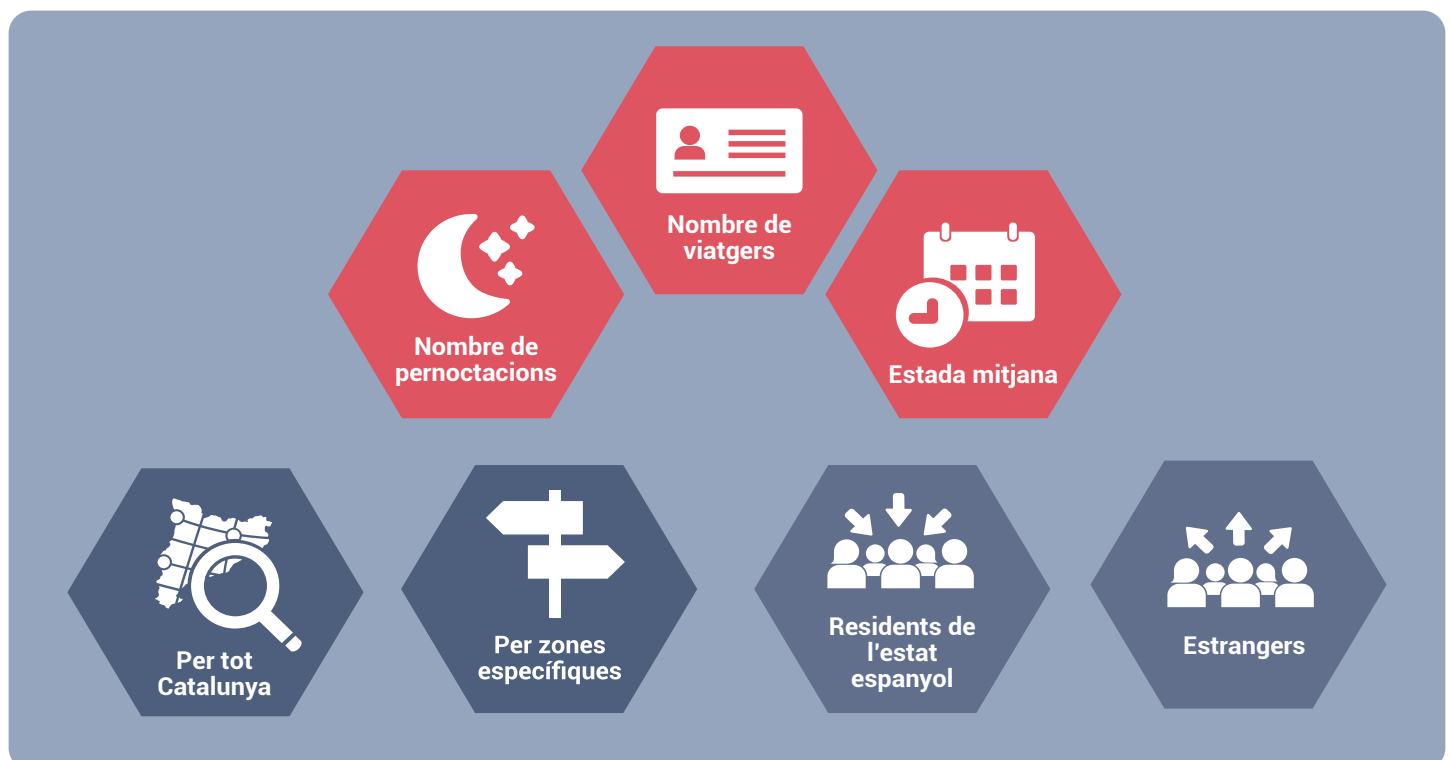 Nombre de
viatgers
Nombre de
pernoctacions
Estada mitjana
Per tot
Catalunya
Per zones
específiques
Residents de
l'estat
espanyol
Estrangers